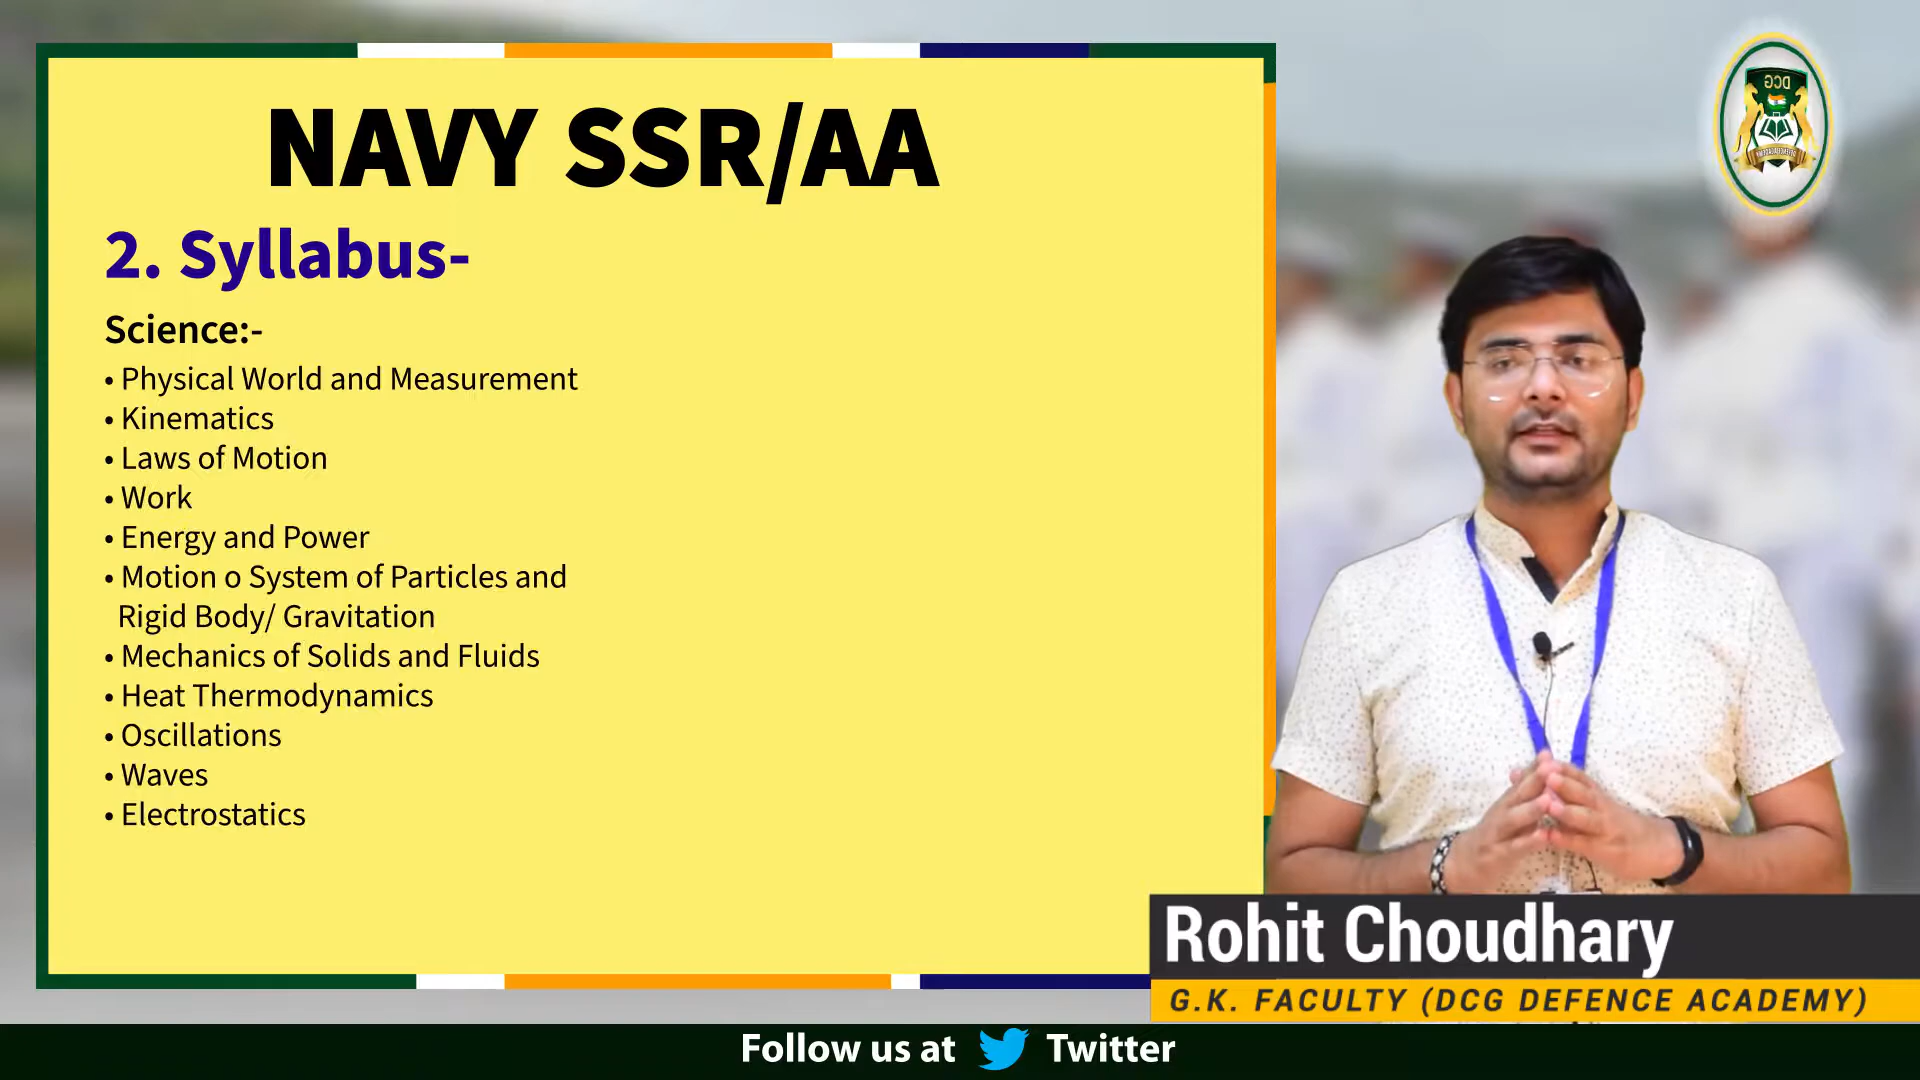 NAVY SSR/AA
2. Syllabus-
Science:-
• Physical World and Measurement
• Kinematics
• Laws of Motion
• Work
• Energy and Power
• Motion o System of Particles and
Rigid Body/ Gravitation
• Mechanics of Solids and Fluids
• Heat Thermodynamics
• Oscillations
• Waves
• Electrostatics
DCG
Rohit Choudhary
G.K. FACULTY (DCG DEFENCE ACADEMY)
Follow us at Twitter